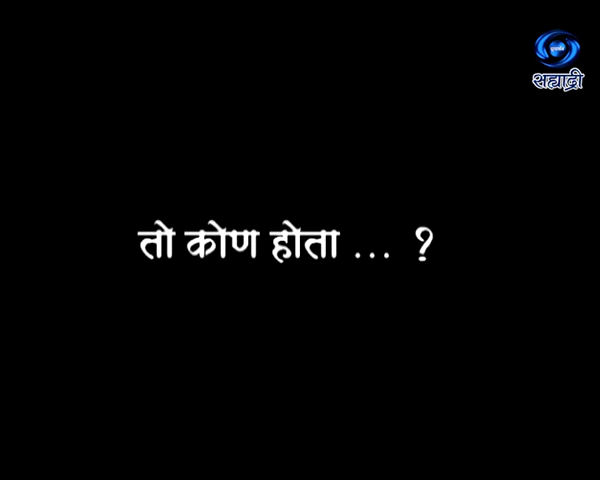 सह्याद्री
तो कोण होता ... ?